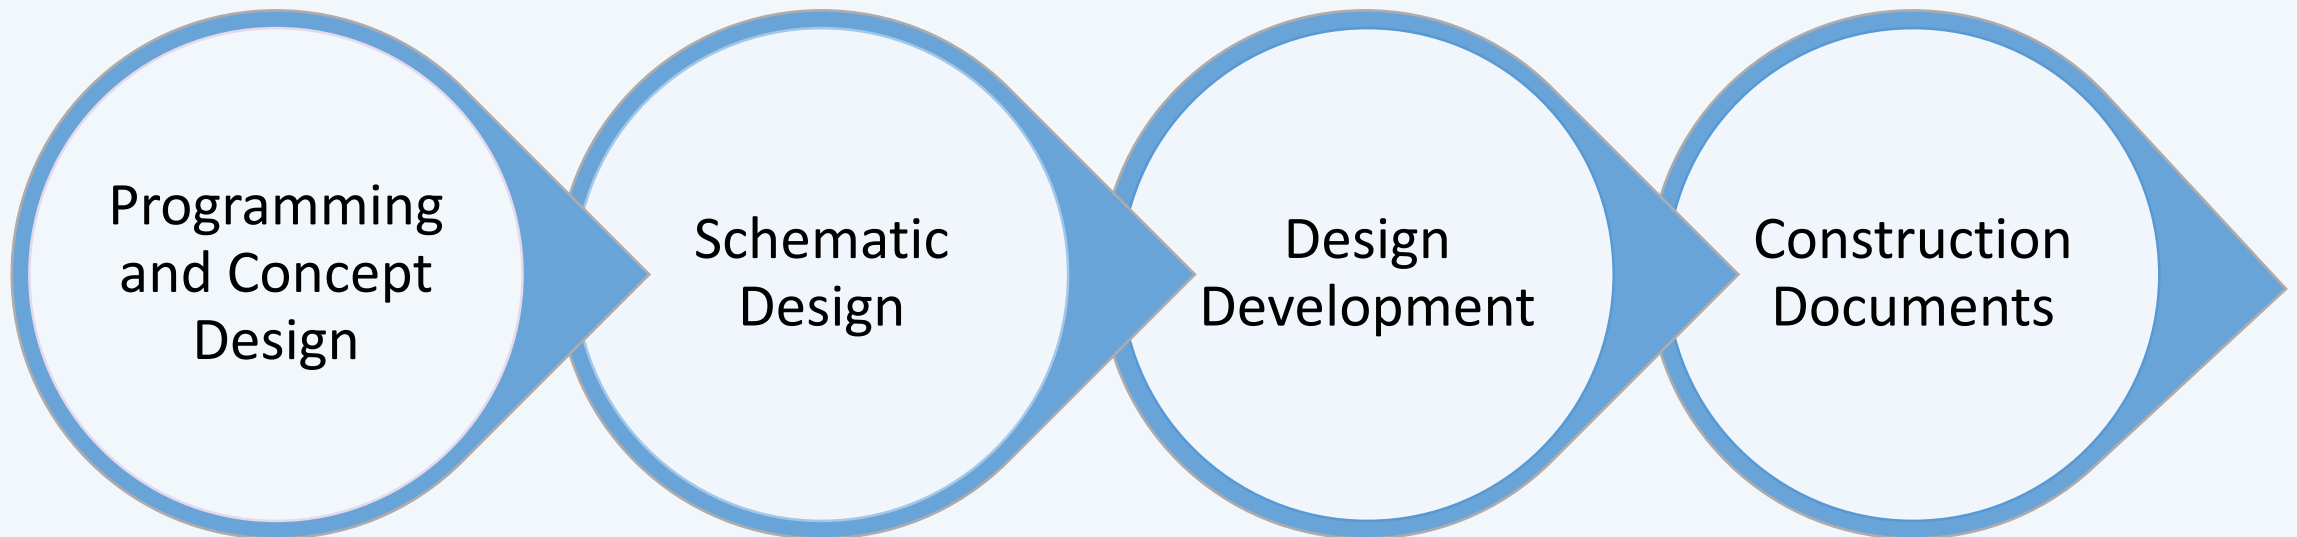 Programming
and Concept
Design
Schematic
Design
Design
Development
Construction
Documents